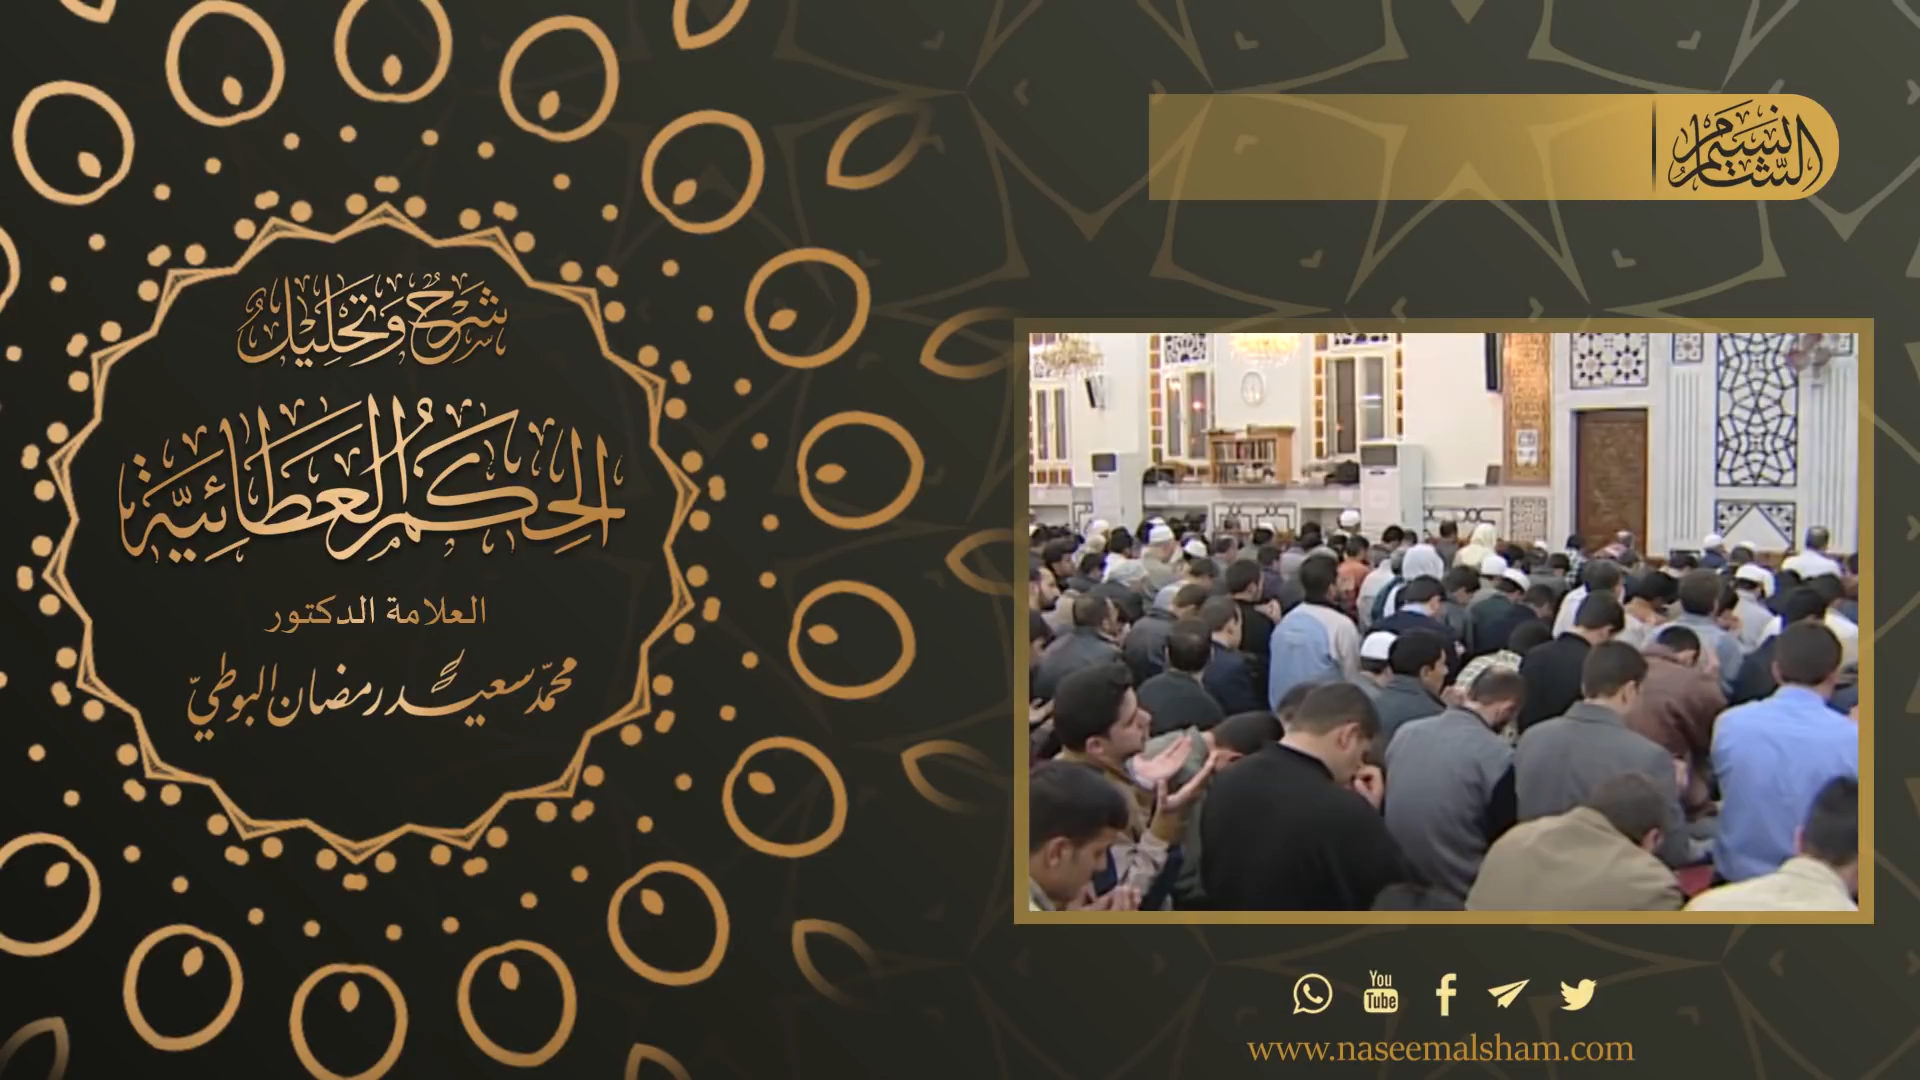 نسيم الشام
شرح وتحليل
الحكم العطائية
العلامة الدكتور
محمد سعيد رمضان البوطي
You
Tube
www.naseemalsham.com